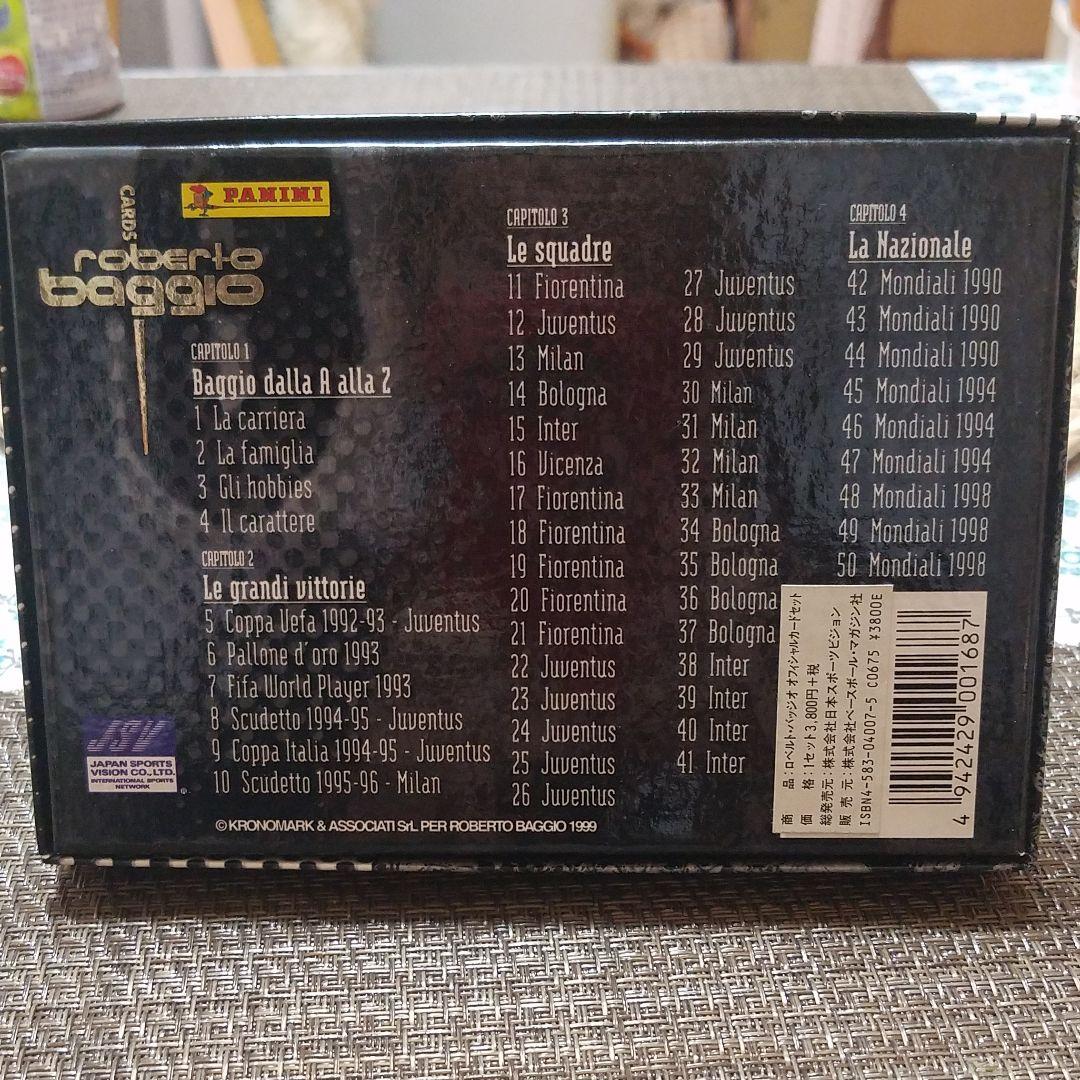 PANINI
CARDS
roberto
baggio
CAPITOLO 1
Baggio dalla A alla Z
1 La carriera
2 La famiglia
3 Gli hobbies
4 Il carattere
CAPITOLO 2
Le grandi vittorie
5 Coppa Uefa 1992-93 - Juventus
6 Pallone d'oro 1993
7 Fifa World Player 1993
8 Scudetto 1994-95 - Juventus
9 Coppa Italia 1994-95 - Juventus
10 Scudetto 1995-96 - Milan
CAPITOLO 3
Le squadre
11 Fiorentina
12 Juventus
13 Milan
14 Bologna
15 Inter
16 Vicenza
17 Fiorentina
18 Fiorentina
19 Fiorentina
20 Fiorentina
21 Fiorentina
22 Juventus
23 Juventus
24 Juventus
25 Juventus
26 Juventus
27 Juventus
28 Juventus
29 Juventus
30 Milan
31 Milan
32 Milan
33 Milan
34 Bologna
35 Bologna
36 Bologna
37 Bologna
38 Inter
39 Inter
40 Inter
41 Inter
CAPITOLO 4
La Nazionale
42 Mondiali 1990
43 Mondiali 1990
44 Mondiali 1990
45 Mondiali 1994
46 Mondiali 1994
47 Mondiali 1994
48 Mondiali 1998
49 Mondiali 1998
50 Mondiali 1998
JSV
JAPAN SPORTS
VISION CO., LTD.
INTERNATIONAL SPORTS
NETWORK
© KRONOMARK & ASSOCIATI SrL PER ROBERTO BAGGIO 1999
商 品:ロベルト・バッジオ オフィシャルカードセット
価 格:1セット3,800円+税
総発売元:株式会社日本スポーツビジョン
販 売 元:株式会社ベースボール・マガジン社
ISBN4-583-04007-5 C0675 ¥3800E
4 942429 001687